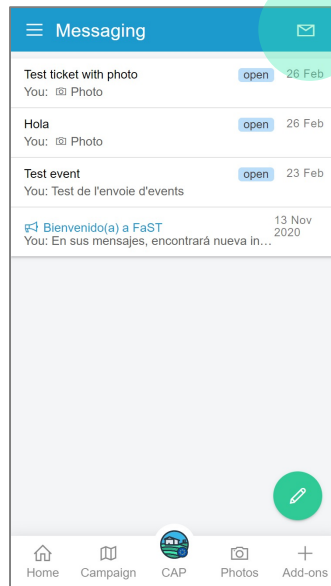 Messaging
Test ticket with photo open 26 Feb
You: Photo
Hola open 26 Feb
You: Photo
Test event open 23 Feb
You: Test de l'envoie d'events
Bienvenido(a) a FaST 13 Nov 2020
You: En sus mensajes, encontrará nueva in...
Home Campaign CAP Photos Add-ons